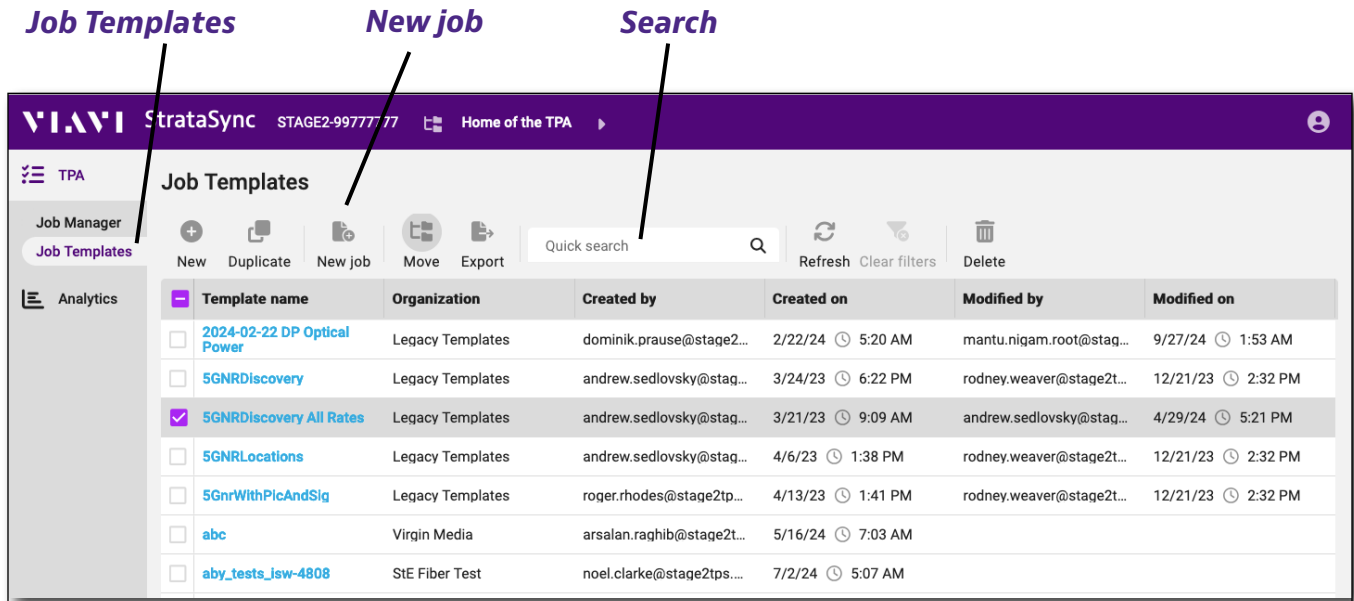 Job Templates New job Search
VIAVI StrataSync STAGE2-99777777 Home of the TPA
TPA
Job Templates
Job Manager
Job Templates
Analytics
New Duplicate New job Move Export Quick search Refresh Clear filters Delete
Template name Organization Created by Created on Modified by Modified on
2024-02-22 DP Optical
Power
Legacy Templates dominik.prause@stage2... 2/22/24 5:20 AM mantu.nigam.root@stag... 9/27/24 1:53 AM
5GNRDiscovery Legacy Templates andrew.sedlovsky@stag... 3/24/23 6:22 PM rodney.weaver@stage2t... 12/21/23 2:32 PM
5GNRDiscovery All Rates Legacy Templates andrew.sedlovsky@stag... 3/21/23 9:09 AM andrew.sedlovsky@stag... 4/29/24 5:21 PM
5GNRLocations Legacy Templates andrew.sedlovsky@stag... 4/6/23 1:38 PM rodney.weaver@stage2t... 12/21/23 2:32 PM
5GnrWithPicAndSig Legacy Templates roger.rhodes@stage2tp... 4/13/23 1:41 PM rodney.weaver@stage2t... 12/21/23 2:32 PM
abc Virgin Media arsalan.raghib@stage2t... 5/16/24 7:03 AM
aby_tests_isw-4808 StE Fiber Test noel.clarke@stage2tps.... 7/2/24 5:07 AM